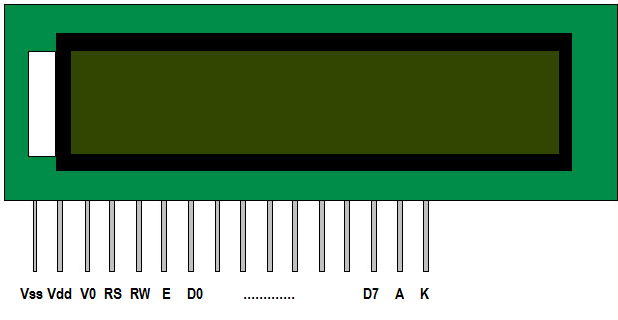 Vss Vdd V0 RS RW E D0 ............. D7 A K